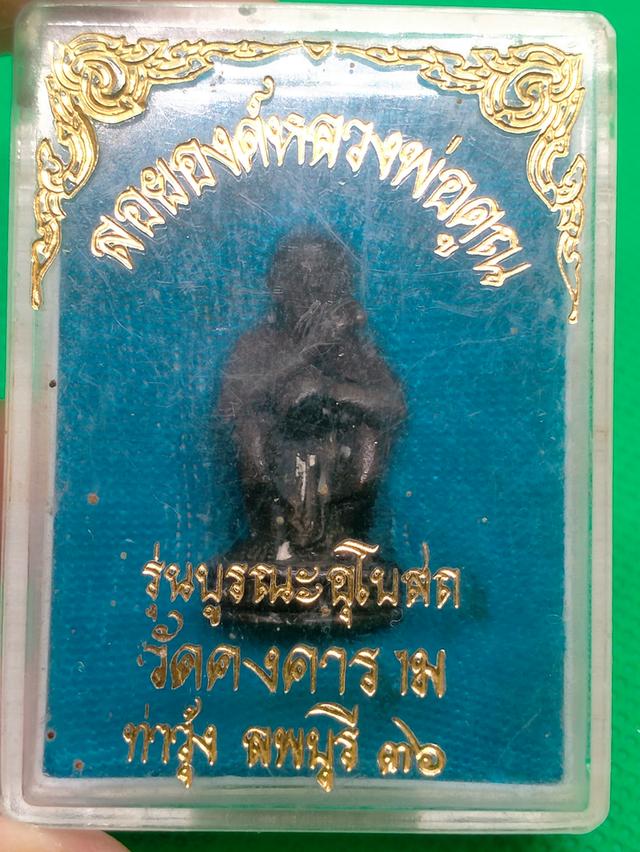 ลอยองค์หลวงพ่อคูณ
รุ่นบูรณะอุโบสถ
วัดคงคาราม
ท่าวุ้ง ลพบุรี ๓๖